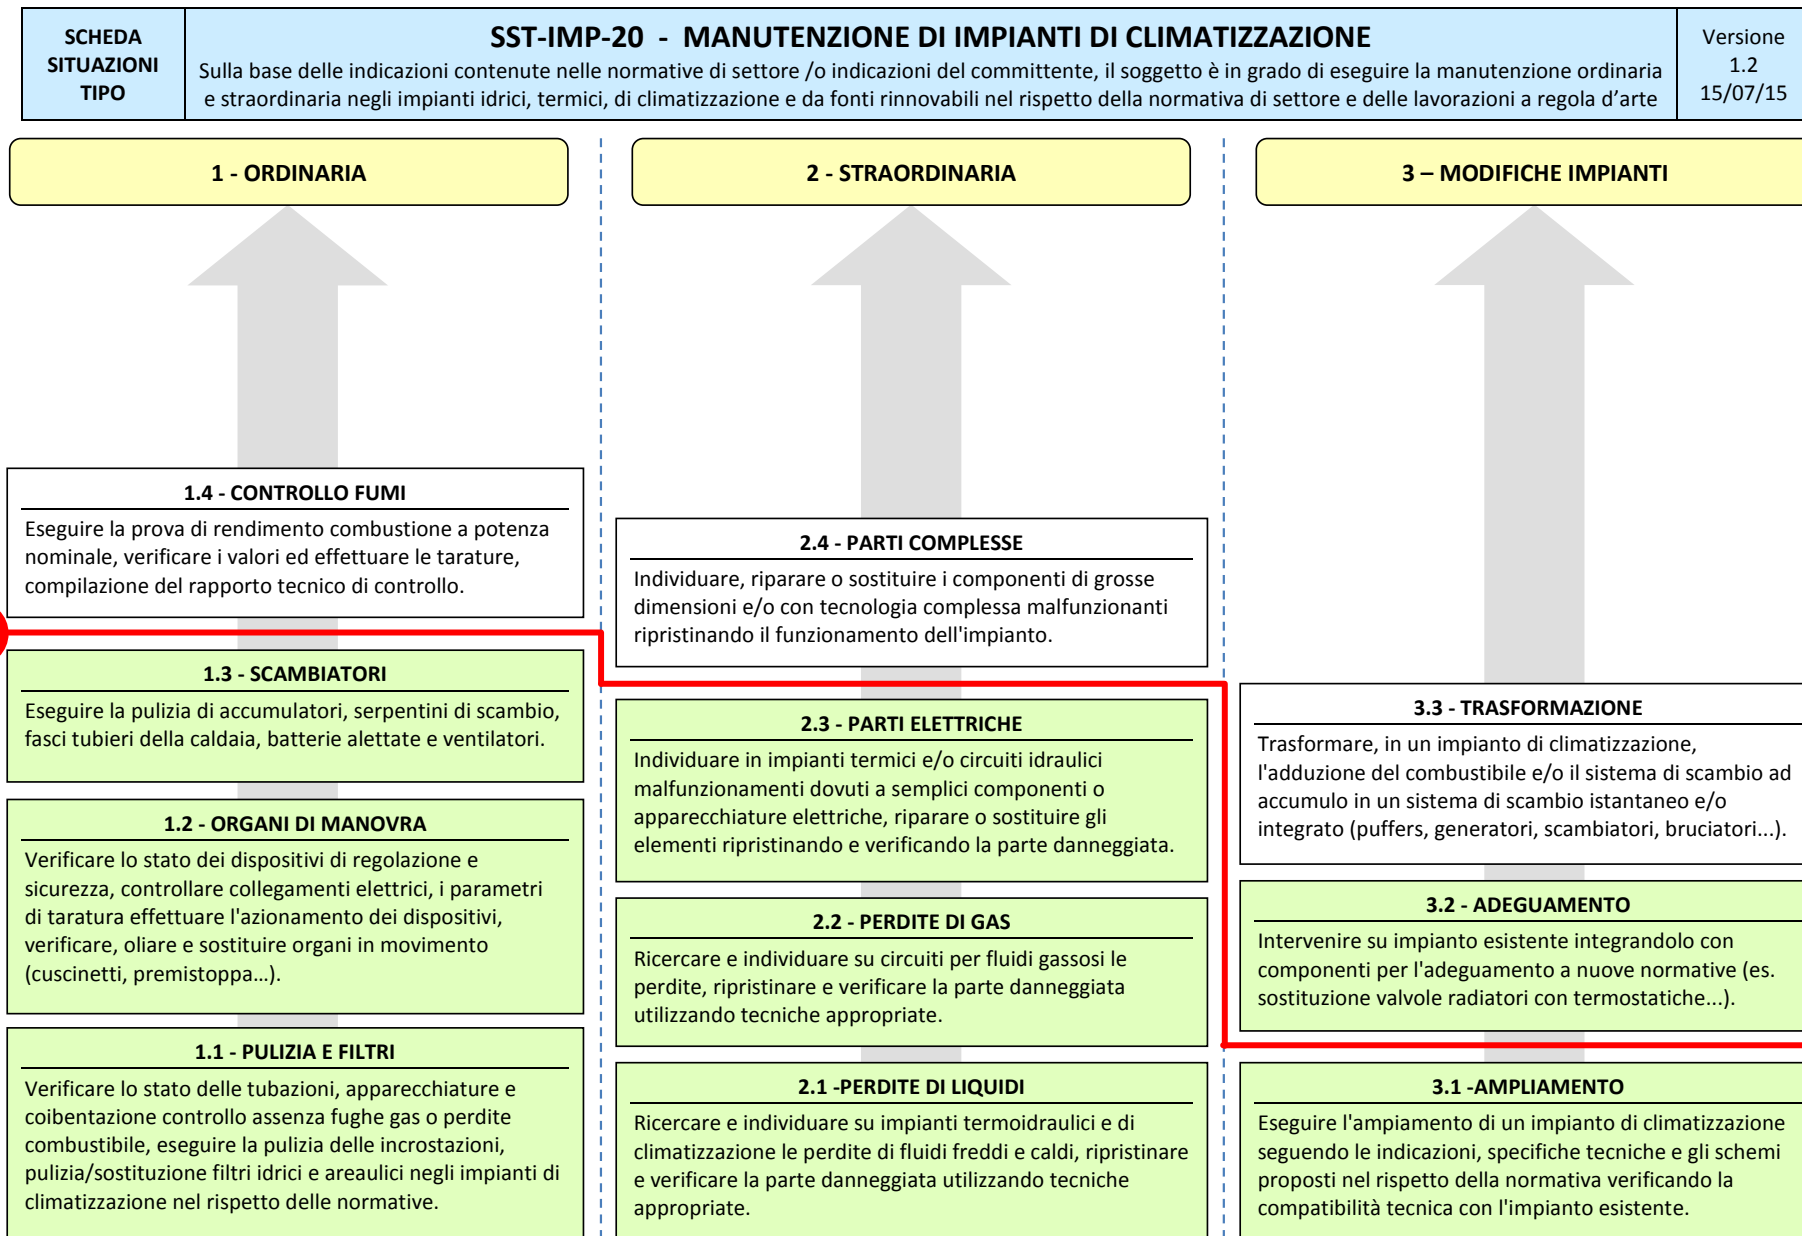 SCHEDA
SITUAZIONI
TIPO
SST-IMP-20 - MANUTENZIONE DI IMPIANTI DI CLIMATIZZAZIONE
Sulla base delle indicazioni contenute nelle normative di settore /o indicazioni del committente, il soggetto è in grado di eseguire la manutenzione ordinaria
e straordinaria negli impianti idrici, termici, di climatizzazione e da fonti rinnovabili nel rispetto della normativa di settore e delle lavorazioni a regola d'arte
Versione
1.2
15/07/15
1 - ORDINARIA
1.4 - CONTROLLO FUMI
Eseguire la prova di rendimento combustione a potenza
nominale, verificare i valori ed effettuare le tarature,
compilazione del rapporto tecnico di controllo.
1.3 - SCAMBIATORI
Eseguire la pulizia di accumulatori, serpentini di scambio,
fasci tubieri della caldaia, batterie alettate e ventilatori.
1.2 - ORGANI DI MANOVRA
Verificare lo stato dei dispositivi di regolazione e
sicurezza, controllare collegamenti elettrici, i parametri
di taratura effettuare l'azionamento dei dispositivi,
verificare, oliare e sostituire organi in movimento
(cuscinetti, premistoppa...).
1.1 - PULIZIA E FILTRI
Verificare lo stato delle tubazioni, apparecchiature e
coibentazione controllo assenza fughe gas o perdite
combustibile, eseguire la pulizia delle incrostazioni,
pulizia/sostituzione filtri idrici e areaulici negli impianti di
climatizzazione nel rispetto delle normative.
2 - STRAORDINARIA
2.4 - PARTI COMPLESSE
Individuare, riparare o sostituire i componenti di grosse
dimensioni e/o con tecnologia complessa malfunzionanti
ripristinando il funzionamento dell'impianto.
2.3 - PARTI ELETTRICHE
Individuare in impianti termici e/o circuiti idraulici
malfunzionamenti dovuti a semplici componenti o
apparecchiature elettriche, riparare o sostituire gli
elementi ripristinando e verificando la parte danneggiata.
2.2 - PERDITE DI GAS
Ricercare e individuare su circuiti per fluidi gassosi le
perdite, ripristinare e verificare la parte danneggiata
utilizzando tecniche appropriate.
2.1 -PERDITE DI LIQUIDI
Ricercare e individuare su impianti termoidraulici e di
climatizzazione le perdite di fluidi freddi e caldi, ripristinare
e verificare la parte danneggiata utilizzando tecniche
appropriate.
3 – MODIFICHE IMPIANTI
3.3 - TRASFORMAZIONE
Trasformare, in un impianto di climatizzazione,
l'adduzione del combustibile e/o il sistema di scambio ad
accumulo in un sistema di scambio istantaneo e/o
integrato (puffers, generatori, scambiatori, bruciatori...).
3.2 - ADEGUAMENTO
Intervenire su impianto esistente integrandolo con
componenti per l'adeguamento a nuove normative (es.
sostituzione valvole radiatori con termostatiche...).
3.1 -AMPLIAMENTO
Eseguire l'ampiamento di un impianto di climatizzazione
seguendo le indicazioni, specifiche tecniche e gli schemi
proposti nel rispetto della normativa verificando la
compatibilità tecnica con l'impianto esistente.